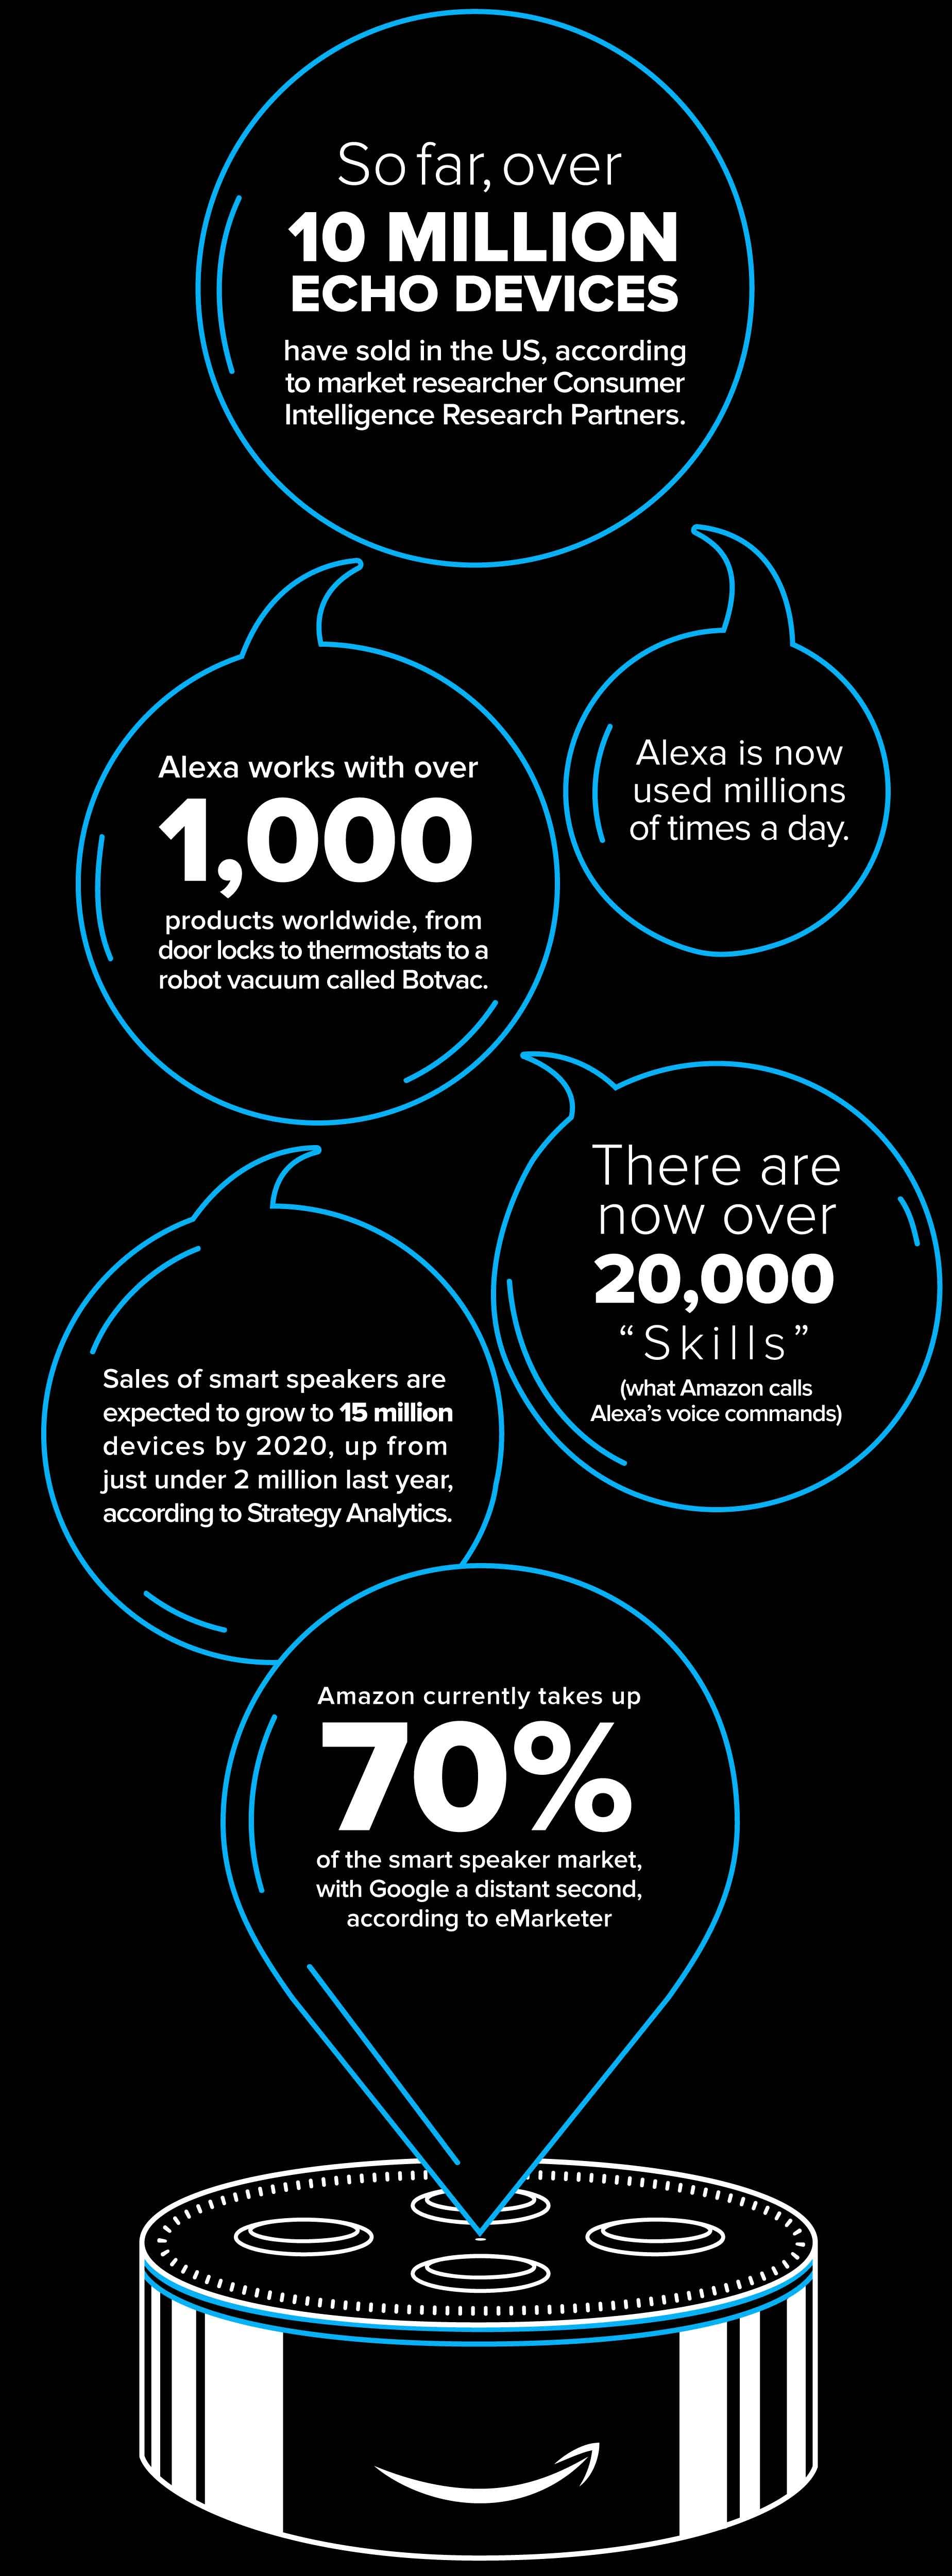 So far, over
10 MILLION
ECHO DEVICES
have sold in the US, according
to market researcher Consumer
Intelligence Research Partners.
Alexa works with over
1,000
products worldwide, from
door locks to thermostats to a
robot vacuum called Botvac.
Alexa is now
used millions
of times a day.
There are
now over
20,000
“Skills”
(what Amazon calls
Alexa’s voice commands)
Sales of smart speakers are
expected to grow to 15 million
devices by 2020, up from
just under 2 million last year,
according to Strategy Analytics.
Amazon currently takes up
70%
of the smart speaker market,
with Google a distant second,
according to eMarketer